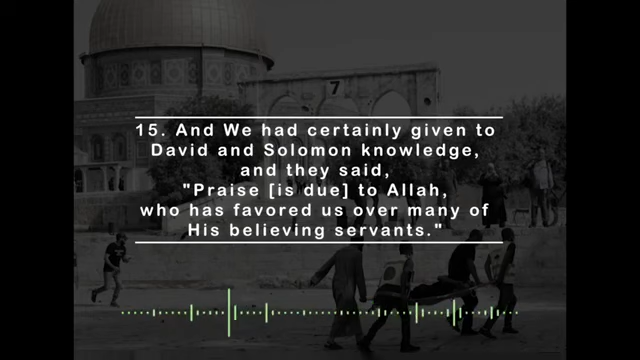 7
15. And We had certainly given to
David and Solomon knowledge,
and they said,
"Praise [is due] to Allah,
who has favored us over many of
His believing servants."